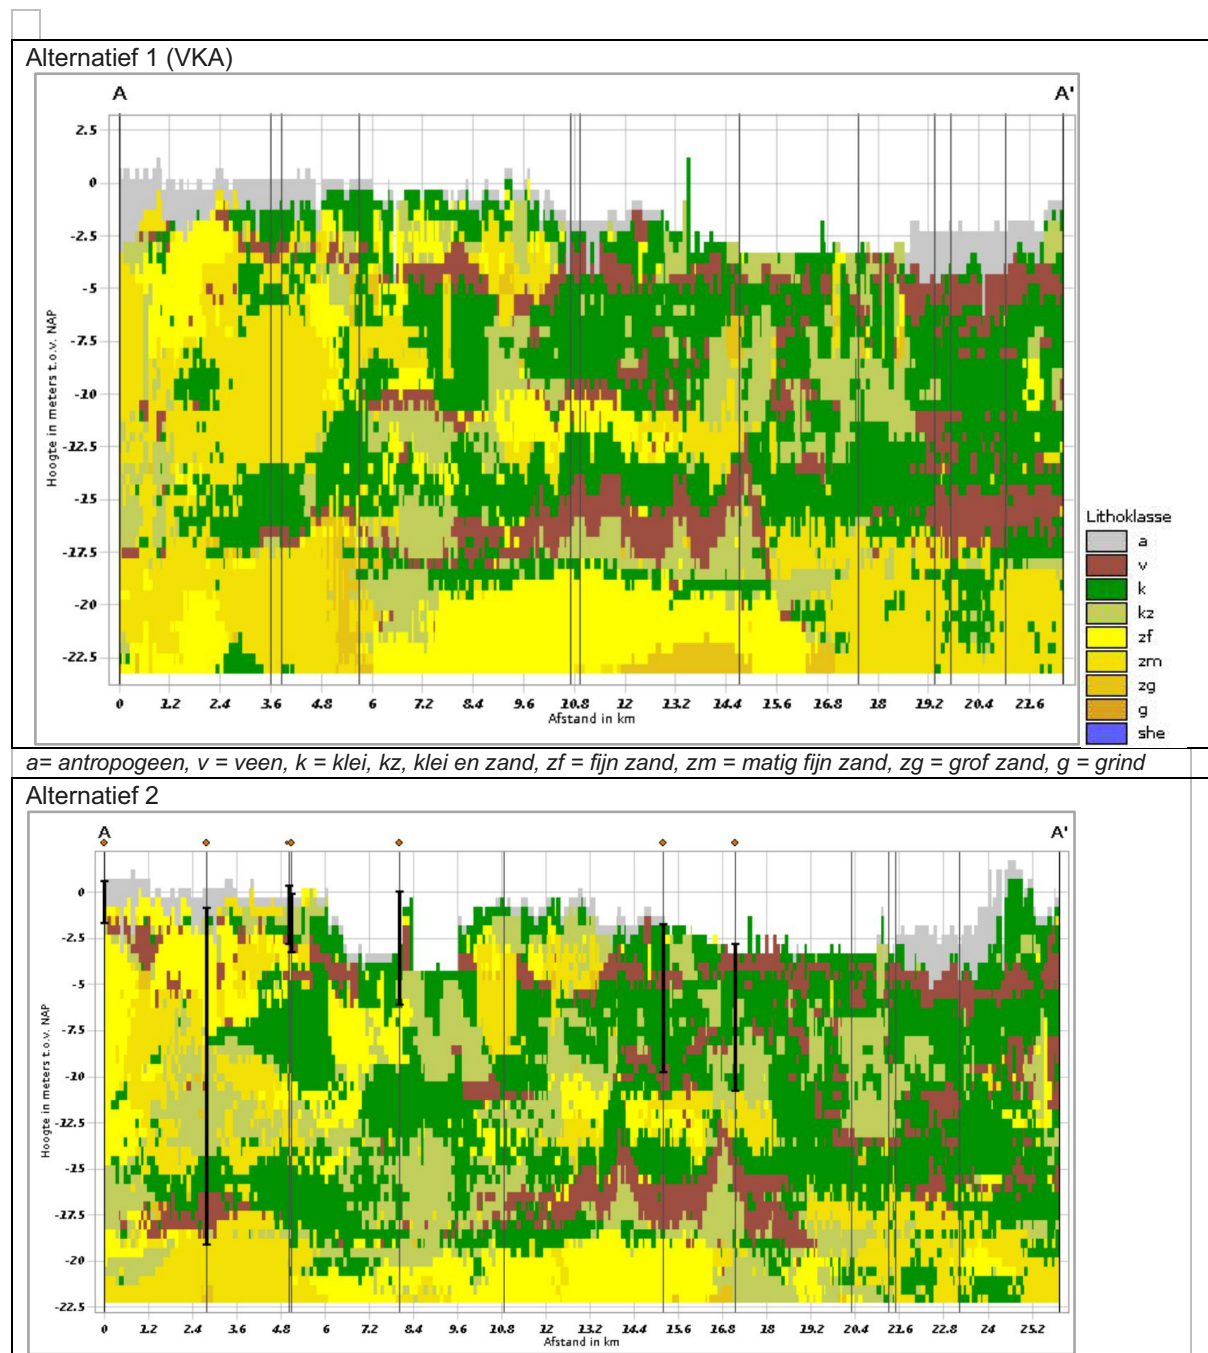 Alternatief 1 (VKA)
A A'
2.5
0
-2.5
-5
-7.5
-10
-12.5
-15
-17.5
-20
-22.5
Hoogte in meters t.o.v. NAP
0 1.2 2.4 3.6 4.8 6 7.2 8.4 9.6 10.8 12 13.2 14.4 15.6 16.8 18 19.2 20.4 21.6
Afstand in km
Lithoklasse
a
v
k
kz
zf
zm
zg
g
she
a= antropogeen, v = veen, k = klei, kz, klei en zand, zf = fijn zand, zm = matig fijn zand, zg = grof zand, g = grind
Alternatief 2
A A'
0
-2.5
-5
-7.5
-10
-12.5
-15
-17.5
-20
-22.5
Hoogte in meters t.o.v. NAP
0 1.2 2.4 3.6 4.8 6 7.2 8.4 9.6 10.8 12 13.2 14.4 15.6 16.8 18 19.2 20.4 21.6 22.8 24 25.2
Afstand in km